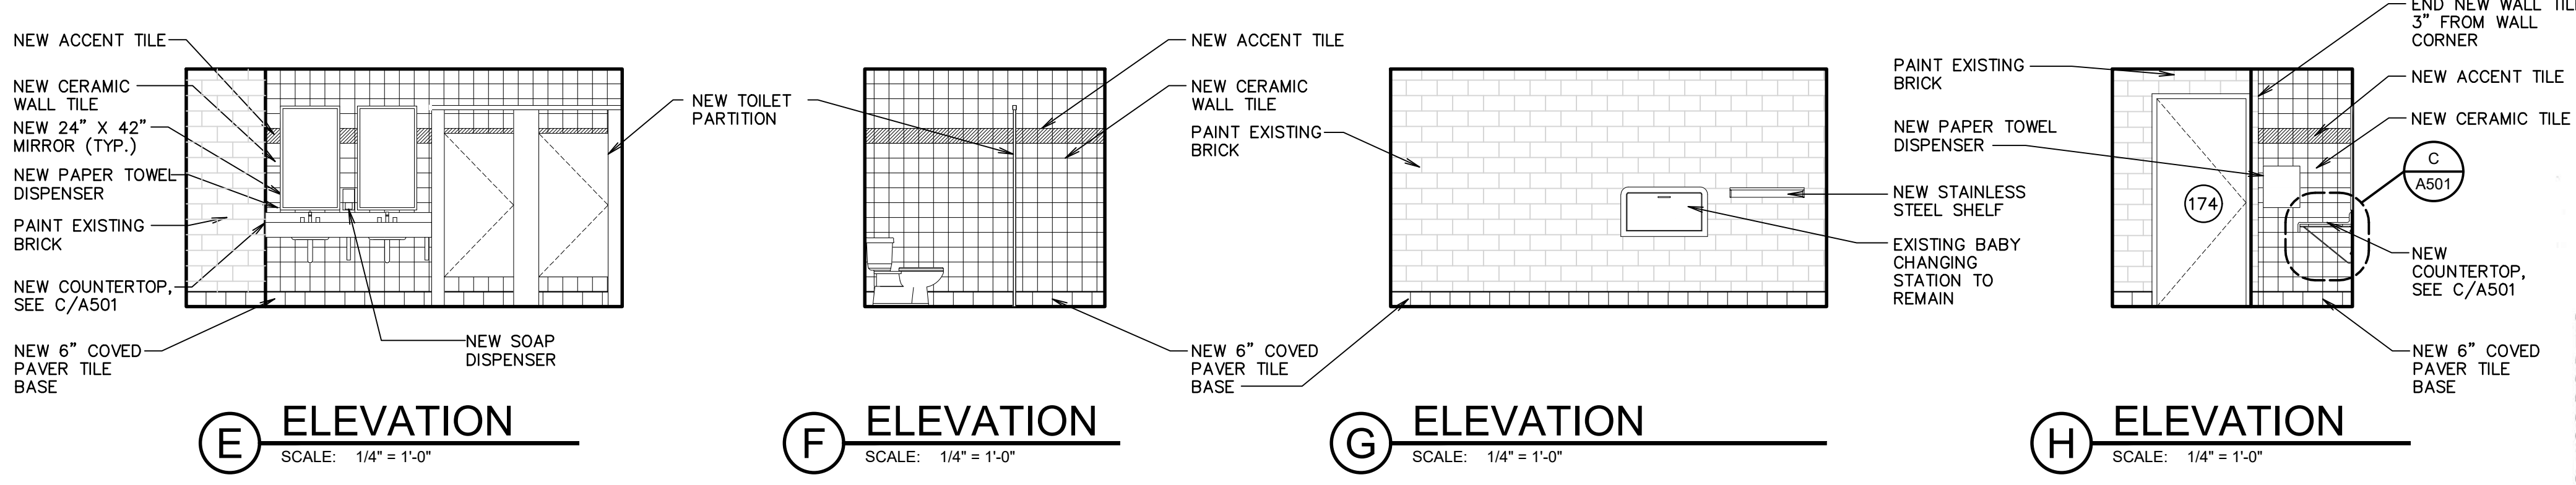 NEW ACCENT TILE
NEW CERAMIC
WALL TILE
NEW 24" X 42"
MIRROR (TYP.)
NEW PAPER TOWEL
DISPENSER
PAINT EXISTING
BRICK
NEW COUNTERTOP,
SEE C/A501
NEW 6" COVED
PAVER TILE
BASE
NEW SOAP
DISPENSER
NEW TOILET
PARTITION
E
ELEVATION
SCALE: 1/4" = 1'-0"
NEW ACCENT TILE
NEW CERAMIC
WALL TILE
PAINT EXISTING
BRICK
NEW 6" COVED
PAVER TILE
BASE
F
ELEVATION
SCALE: 1/4" = 1'-0"
NEW STAINLESS
STEEL SHELF
EXISTING BABY
CHANGING
STATION TO
REMAIN
G
ELEVATION
SCALE: 1/4" = 1'-0"
PAINT EXISTING
BRICK
NEW PAPER TOWEL
DISPENSER
174
END NEW WALL TIL
3" FROM WALL
CORNER
NEW ACCENT TILE
NEW CERAMIC TILE
C
A501
NEW
COUNTERTOP,
SEE C/A501
NEW 6" COVED
PAVER TILE
BASE
H
ELEVATION
SCALE: 1/4" = 1'-0"